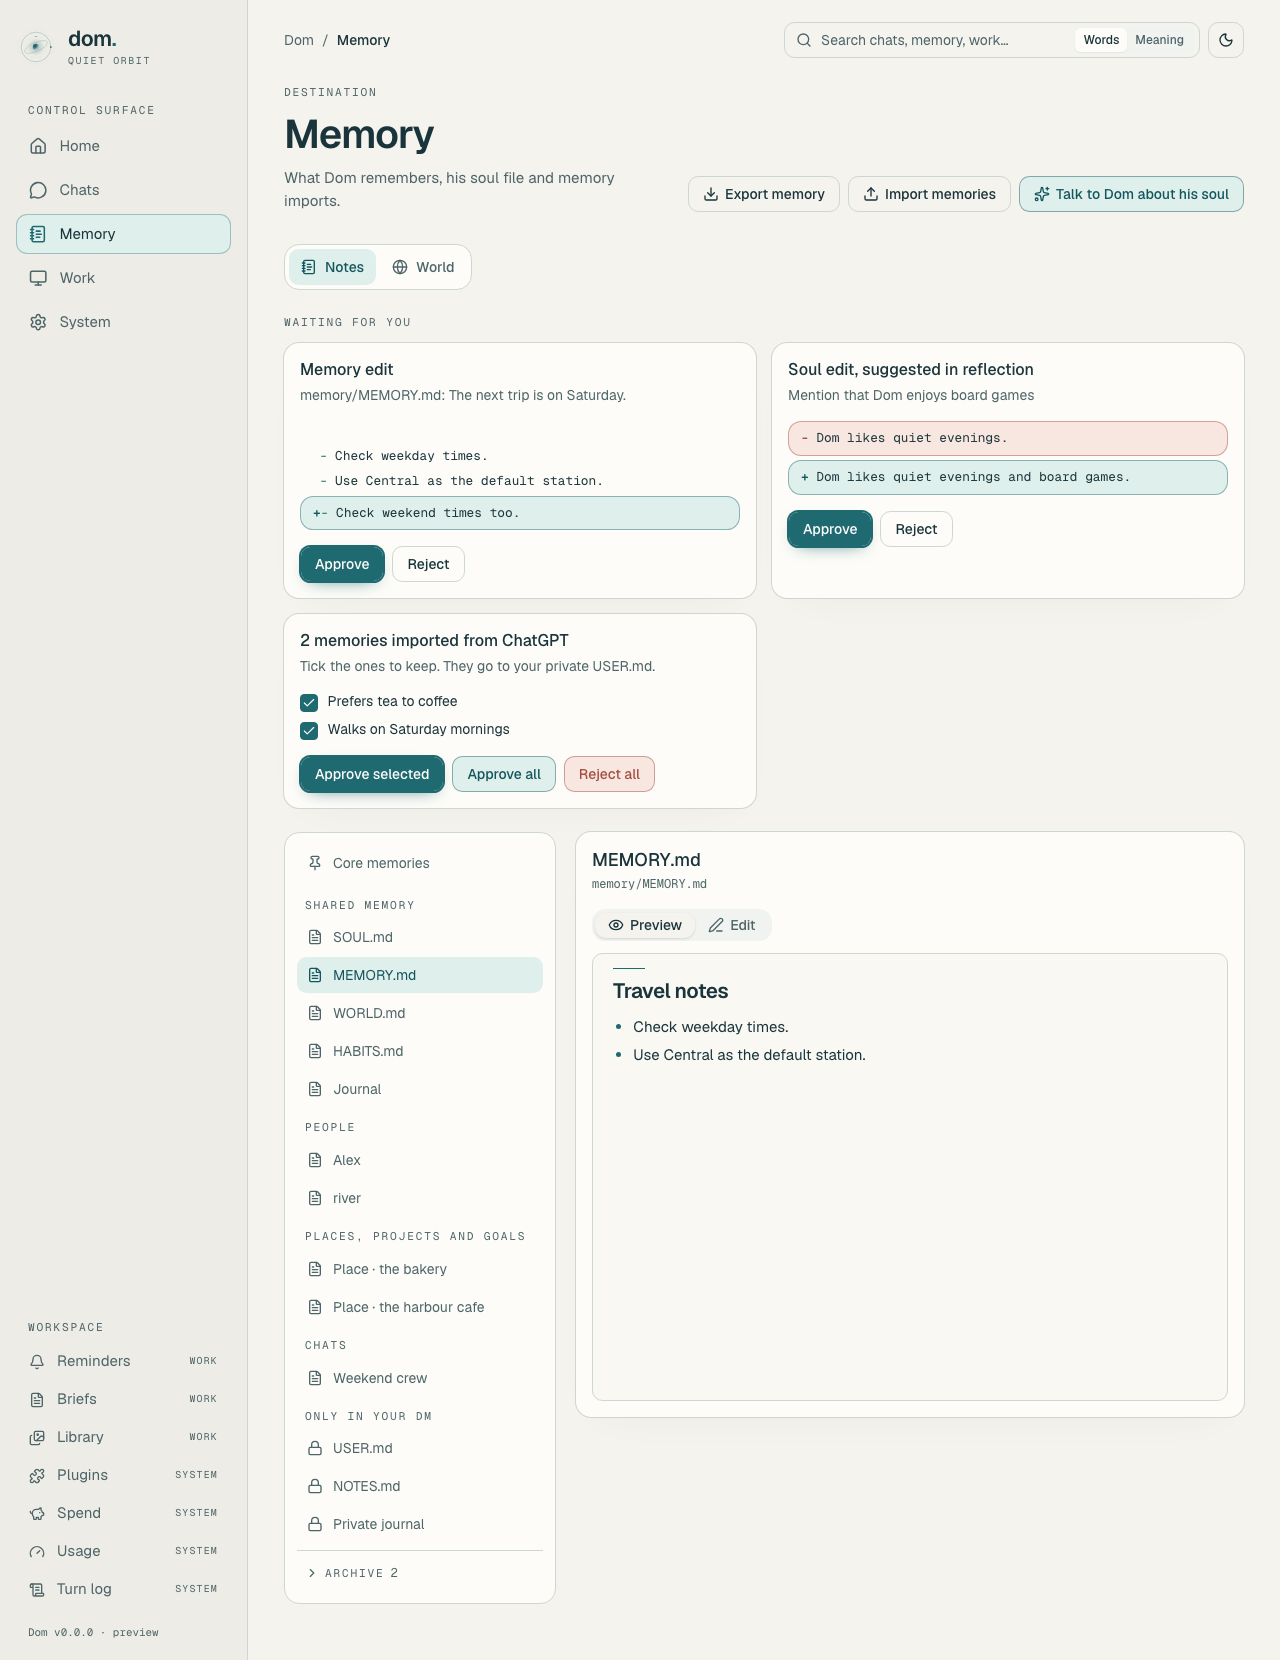 dom.
QUIET ORBIT
CONTROL SURFACE
Home
Chats
Memory
Work
System
WORKSPACE
Reminders WORK
Briefs WORK
Library WORK
Plugins SYSTEM
Spend SYSTEM
Usage SYSTEM
Turn log SYSTEM
Dom v0.0.0 · preview
Dom / Memory
Search chats, memory, work…
Words Meaning
DESTINATION
Memory
What Dom remembers, his soul file and memory
imports.
Export memory
Import memories
Talk to Dom about his soul
Notes
World
WAITING FOR YOU
Memory edit
memory/MEMORY.md: The next trip is on Saturday.
- Check weekday times.
- Use Central as the default station.
+- Check weekend times too.
Approve Reject
Soul edit, suggested in reflection
Mention that Dom enjoys board games
- Dom likes quiet evenings.
+ Dom likes quiet evenings and board games.
Approve Reject
2 memories imported from ChatGPT
Tick the ones to keep. They go to your private USER.md.
Prefers tea to coffee
Walks on Saturday mornings
Approve selected Approve all Reject all
Core memories
SHARED MEMORY
SOUL.md
MEMORY.md
WORLD.md
HABITS.md
Journal
PEOPLE
Alex
river
PLACES, PROJECTS AND GOALS
Place · the bakery
Place · the harbour cafe
CHATS
Weekend crew
ONLY IN YOUR DM
USER.md
NOTES.md
Private journal
ARCHIVE 2
MEMORY.md
memory/MEMORY.md
Preview Edit
Travel notes
• Check weekday times.
• Use Central as the default station.